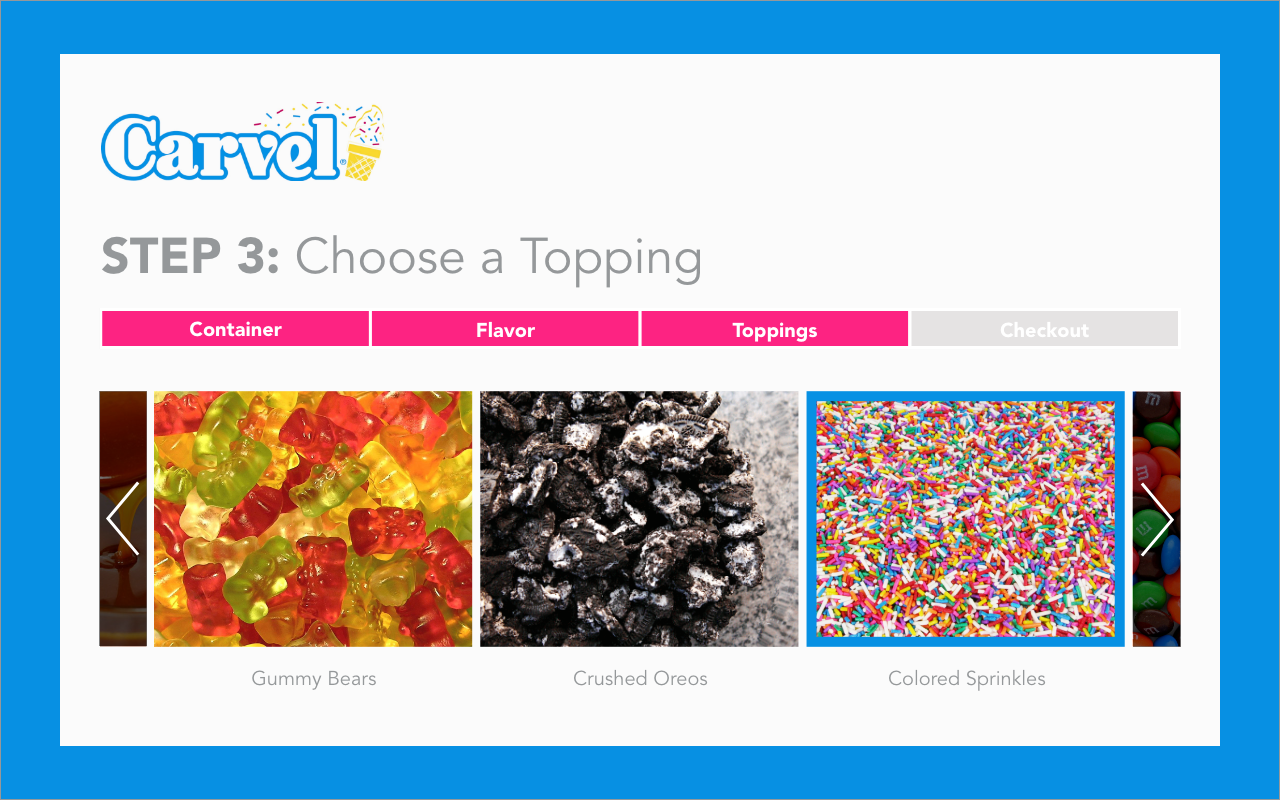 Carvel®
STEP 3: Choose a Topping
Container Flavor Toppings Checkout
m
m
m
Gummy Bears Crushed Oreos Colored Sprinkles